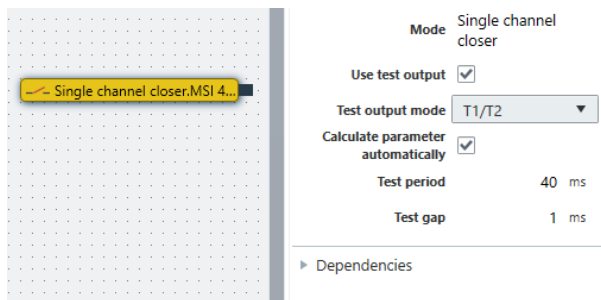 Single channel closer.MSI 4...
Mode Single channel
closer
Use test output
Test output mode T1/T2
Calculate parameter
automatically
Test period 40 ms
Test gap 1 ms
Dependencies